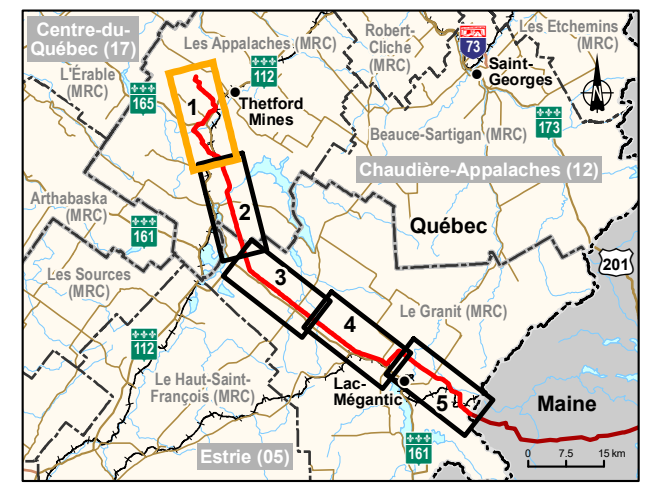 Centre-du-
Québec (17)
Les Appalaches (MRC)
Robert-
Cliché
(MRC)
Les Etchemins
(MRC)
73
Saint-
Georges
L'Érable
(MRC)
112
165
1
Thetford
Mines
173
Beauce-Sartigan (MRC)
Chaudière-Appalaches (12)
Arthabaska
(MRC)
161
2
Québec
201
Les Sources
(MRC)
3
Le Granit (MRC)
4
112
Le Haut-Saint-
François (MRC)
Lac-
Mégantic
5
Maine
161
Estrie (05)
0 7.5 15 km